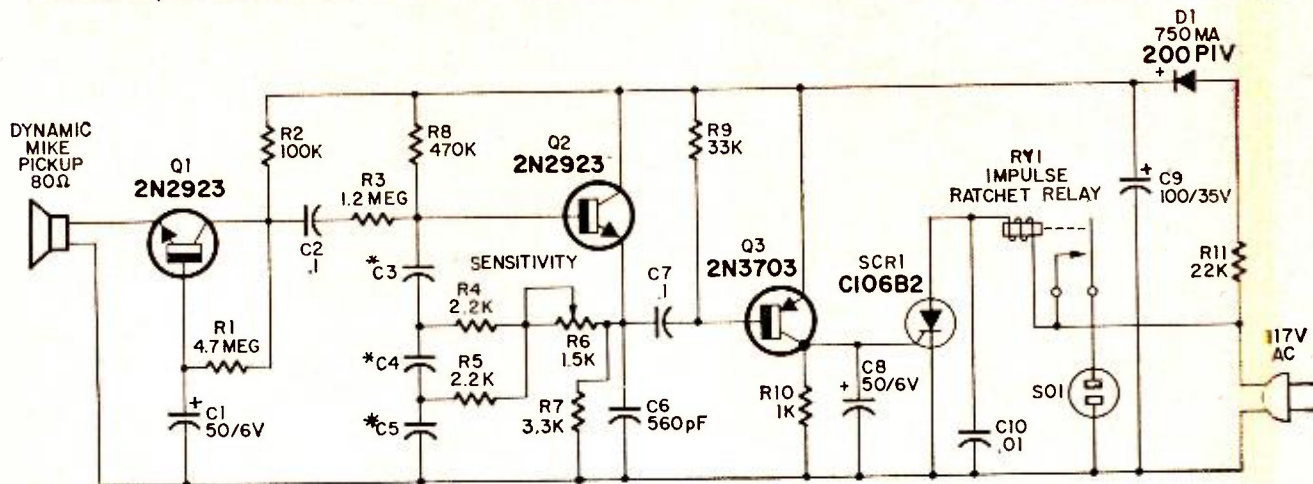 DYNAMIC
MIKE
PICKUP
80Ω
Q1
2N2923
R1
4.7 MEG
C1
50/6V
+
R2
100K
C2
.1
R3
1.2 MEG
R8
470K
*C3
*C4
*C5
R4
2.2K
R5
2.2K
SENSITIVITY
R6
1.5K
R7
3.3K
Q2
2N2923
C6
560pF
C7
.1
R9
33K
Q3
2N3703
R10
1K
+
C8
50/6V
SCR1
C106B2
C10
.01
RY1
IMPULSE
RATCHET RELAY
SO1
+
C9
100/35V
D1
750 MA
200 PIV
+
R11
22K
117V
AC